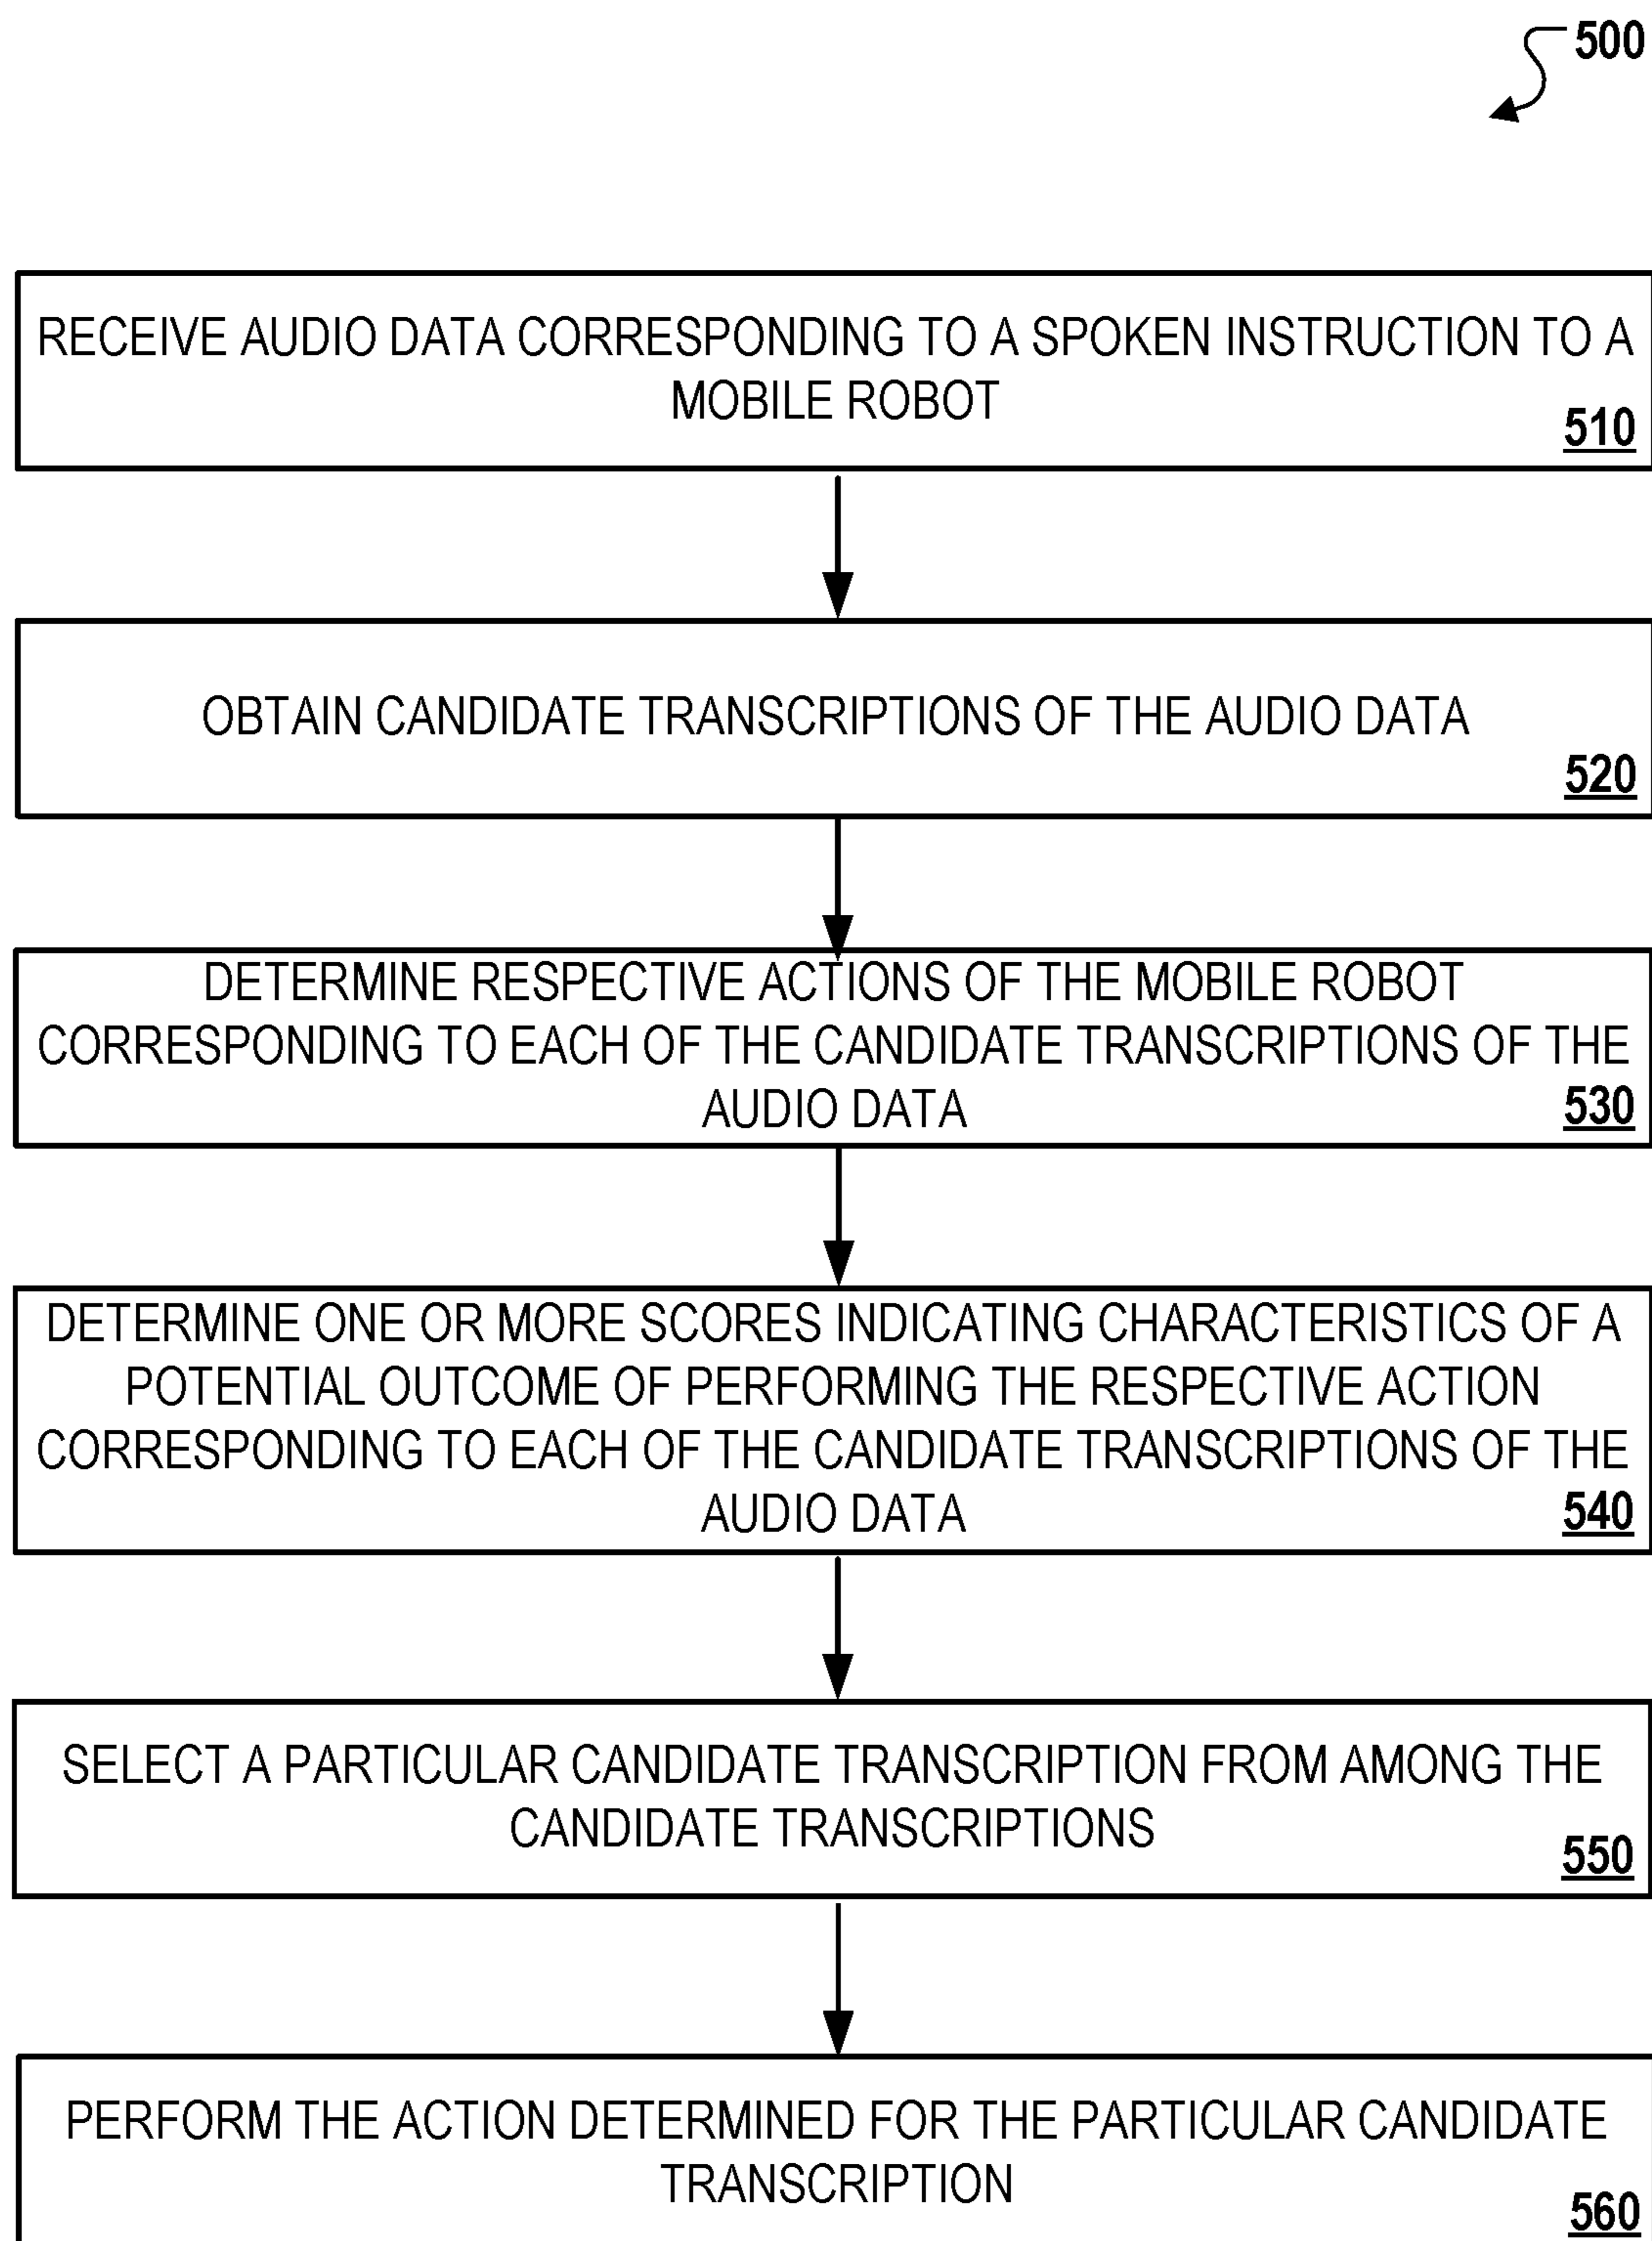 500
RECEIVE AUDIO DATA CORRESPONDING TO A SPOKEN INSTRUCTION TO A
MOBILE ROBOT
510
OBTAIN CANDIDATE TRANSCRIPTIONS OF THE AUDIO DATA
520
DETERMINE RESPECTIVE ACTIONS OF THE MOBILE ROBOT
CORRESPONDING TO EACH OF THE CANDIDATE TRANSCRIPTIONS OF THE
AUDIO DATA
530
DETERMINE ONE OR MORE SCORES INDICATING CHARACTERISTICS OF A
POTENTIAL OUTCOME OF PERFORMING THE RESPECTIVE ACTION
CORRESPONDING TO EACH OF THE CANDIDATE TRANSCRIPTIONS OF THE
AUDIO DATA
540
SELECT A PARTICULAR CANDIDATE TRANSCRIPTION FROM AMONG THE
CANDIDATE TRANSCRIPTIONS
550
PERFORM THE ACTION DETERMINED FOR THE PARTICULAR CANDIDATE
TRANSCRIPTION
560